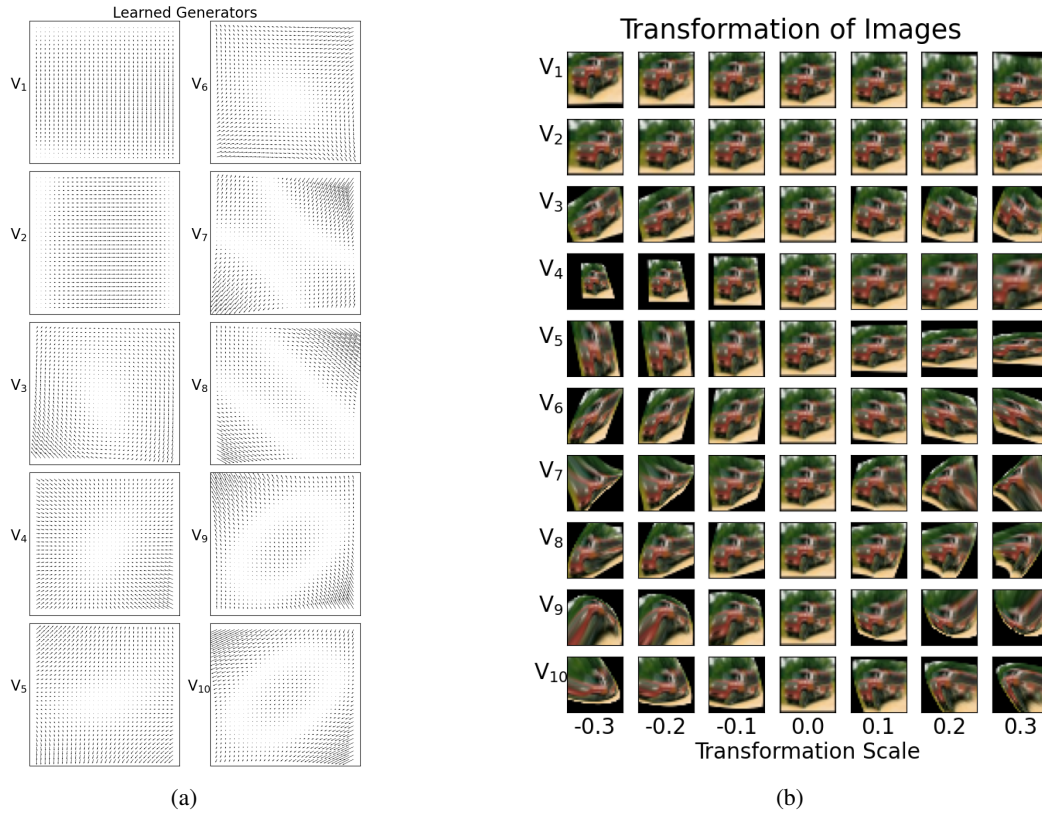 Learned Generators
V1
V2
V3
V4
V5
V6
V7
V8
V9
V10
(a)
Transformation of Images
V1
V2
V3
V4
V5
V6
V7
V8
V9
V10
-0.3 -0.2 -0.1 0.0 0.1 0.2 0.3
Transformation Scale
(b)